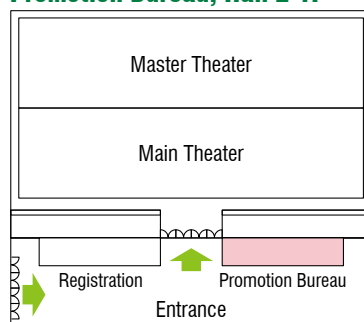 Master Theater
Main Theater
Registration
Promotion Bureau
Entrance